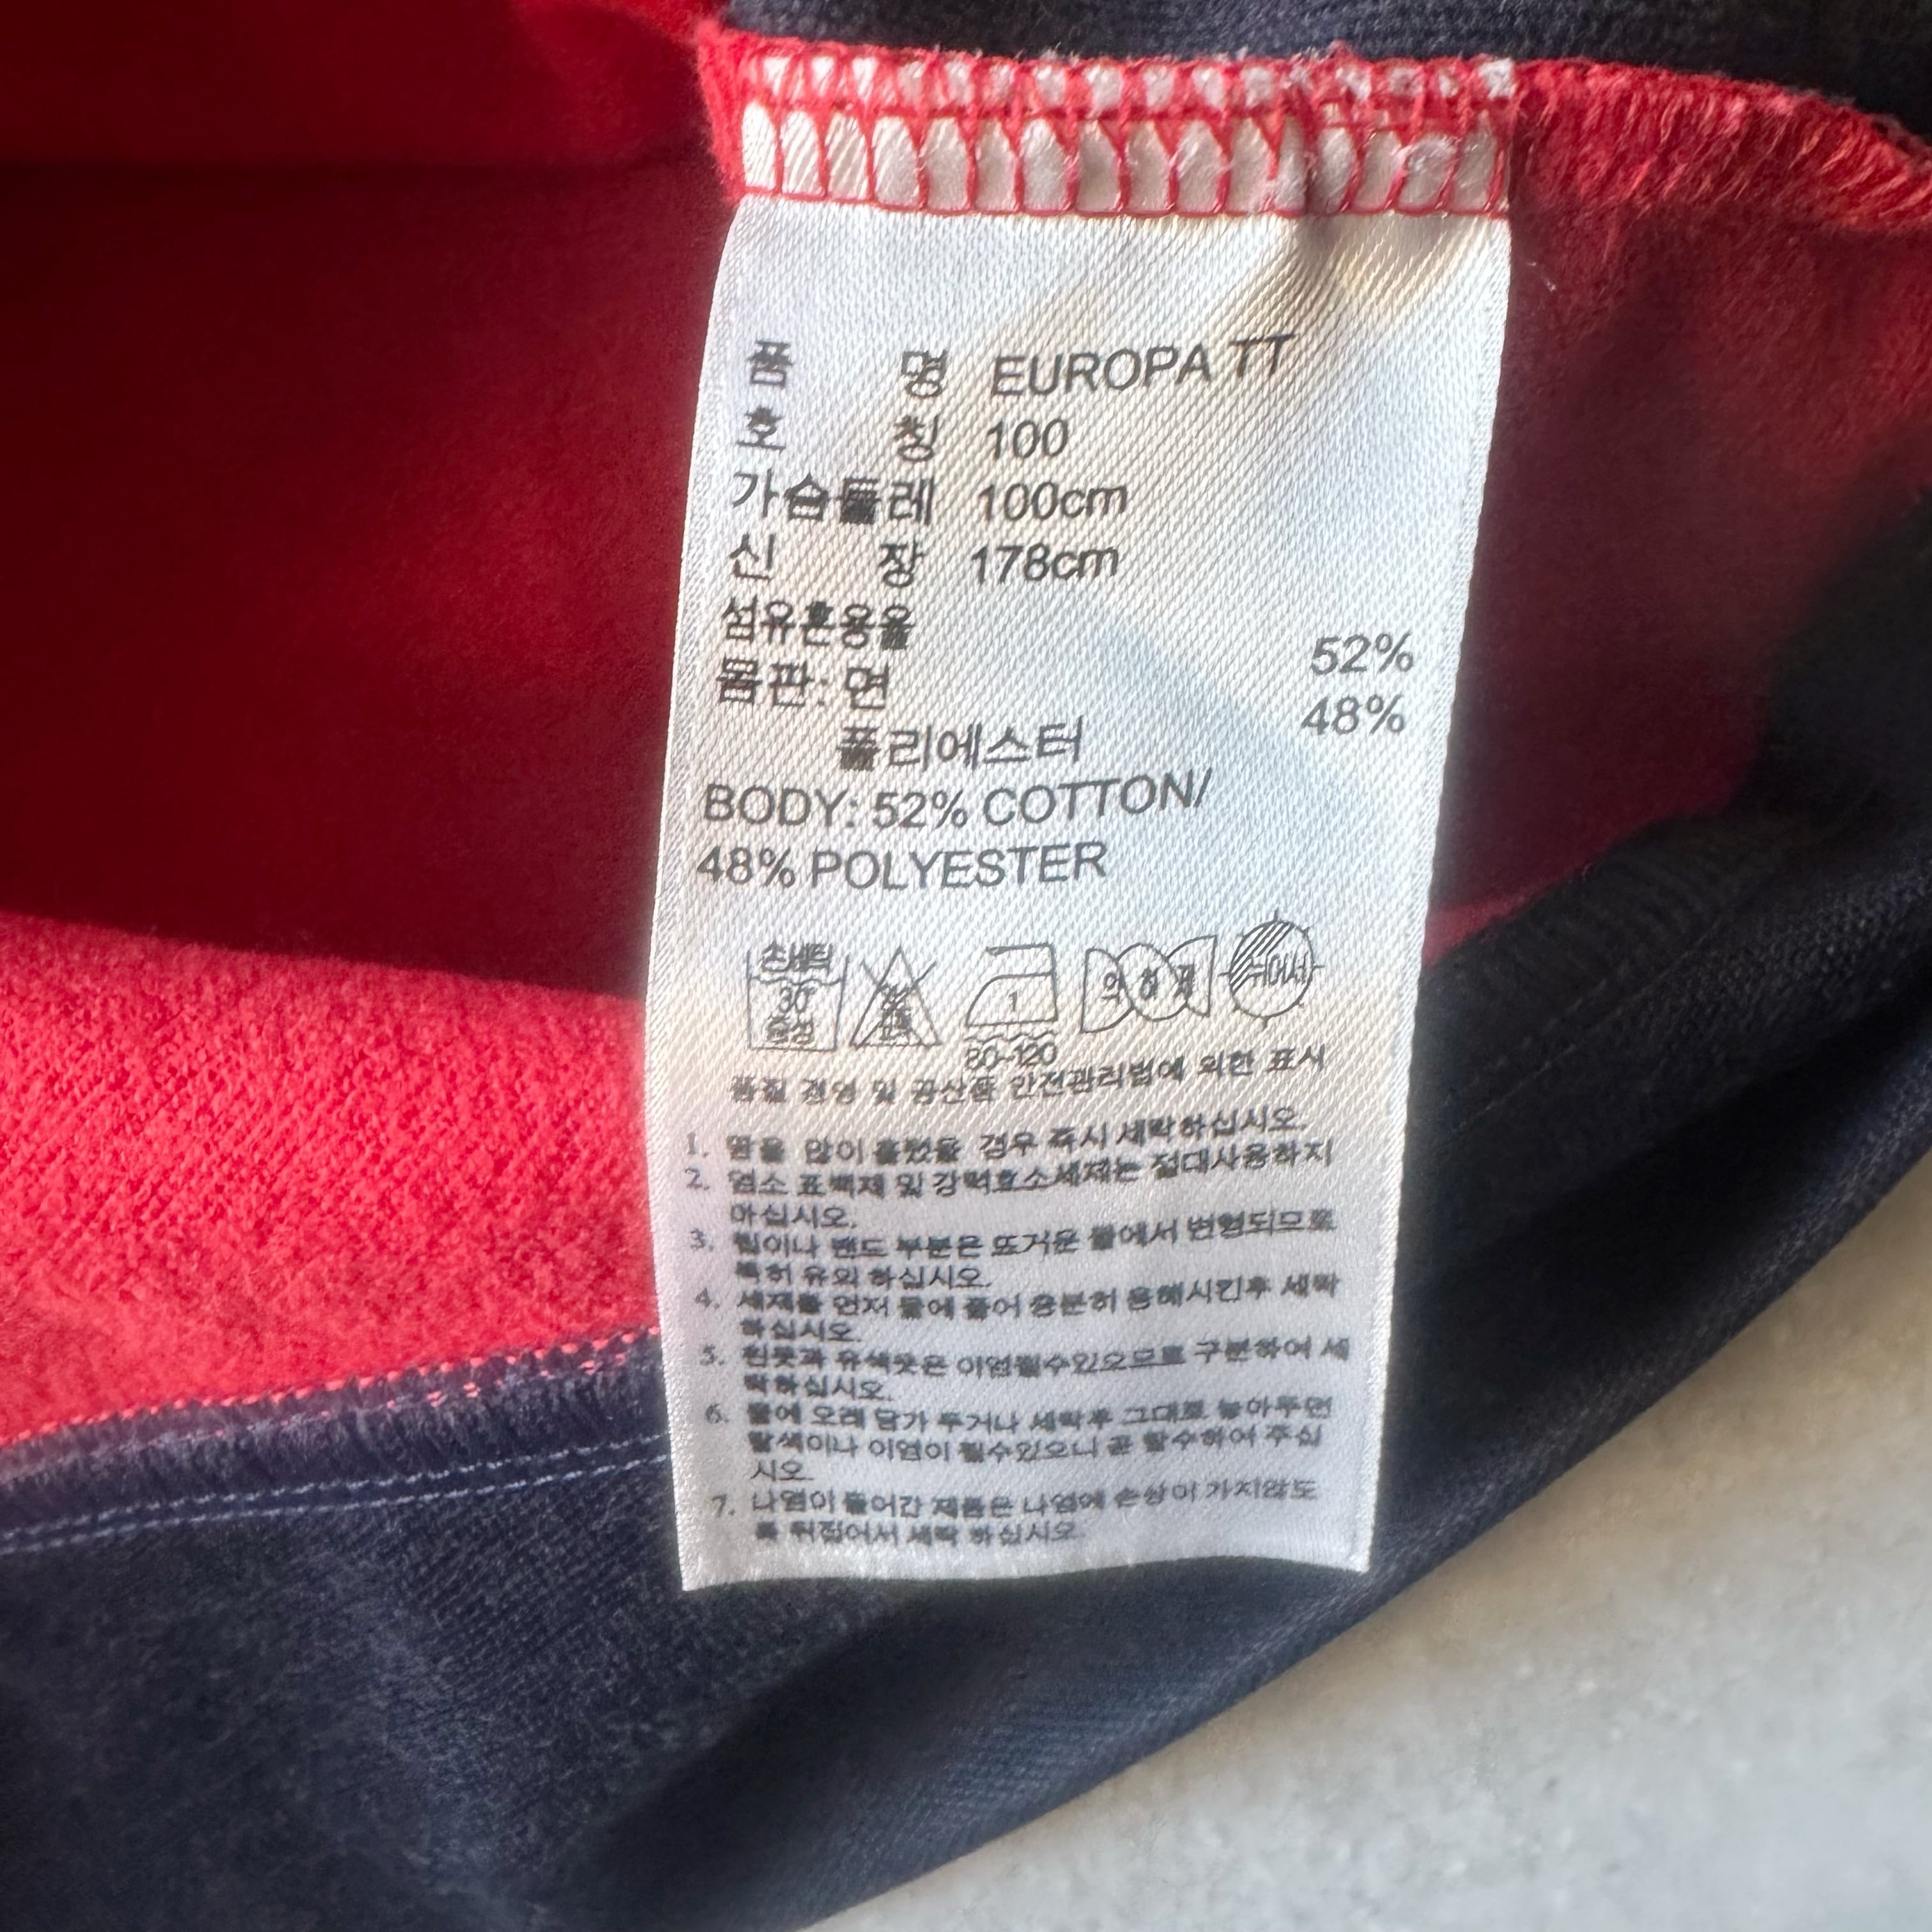 품 명 EUROPA TT
호 칭 100
가슴둘레 100cm
신 장 178cm
섬유혼용율
몸판: 면 52%
폴리에스터 48%
BODY: 52% COTTON/
48% POLYESTER
손세탁 30° 중성
1 80~120
약 하 게
뉘어서
품질 경영 및 공산품 안전관리법에 의한 표시
1. 땀을 많이 흘렸을 경우 즉시 세탁하십시오.
2. 염소 표백제 및 강력효소세제는 절대사용하지
마십시오.
3. 립이나 밴드 부분은 뜨거운 물에서 변형되므로
특히 유의 하십시오.
4. 세제를 먼저 물에 풀어 충분히 용해시킨후 세탁
하십시오.
5. 흰옷과 유색옷은 이염될수있으므로 구분하여 세
탁하십시오.
6. 물에 오래 담가 두거나 세탁후 그대로 놓아두면
탈색이나 이염이 될수있으니 곧 탈수하여 주십
시오.
7. 나염이 들어간 제품은 나염에 손상이 가지않도
록 뒤집어서 세탁 하십시오.